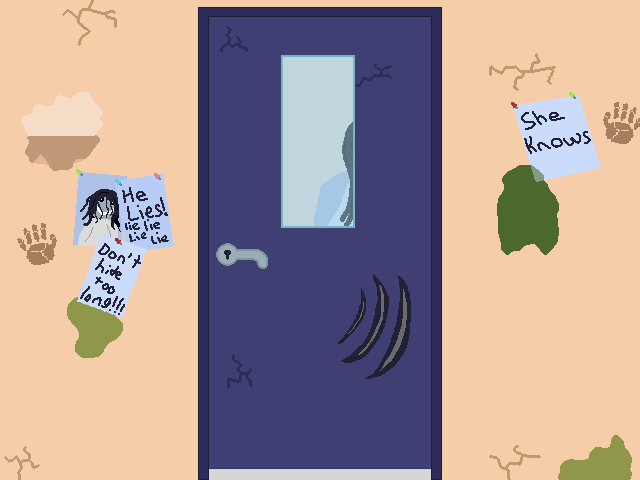 He
Lies!
lie lie
Lie lie
Don't
hide
too
long!!!
She
Knows